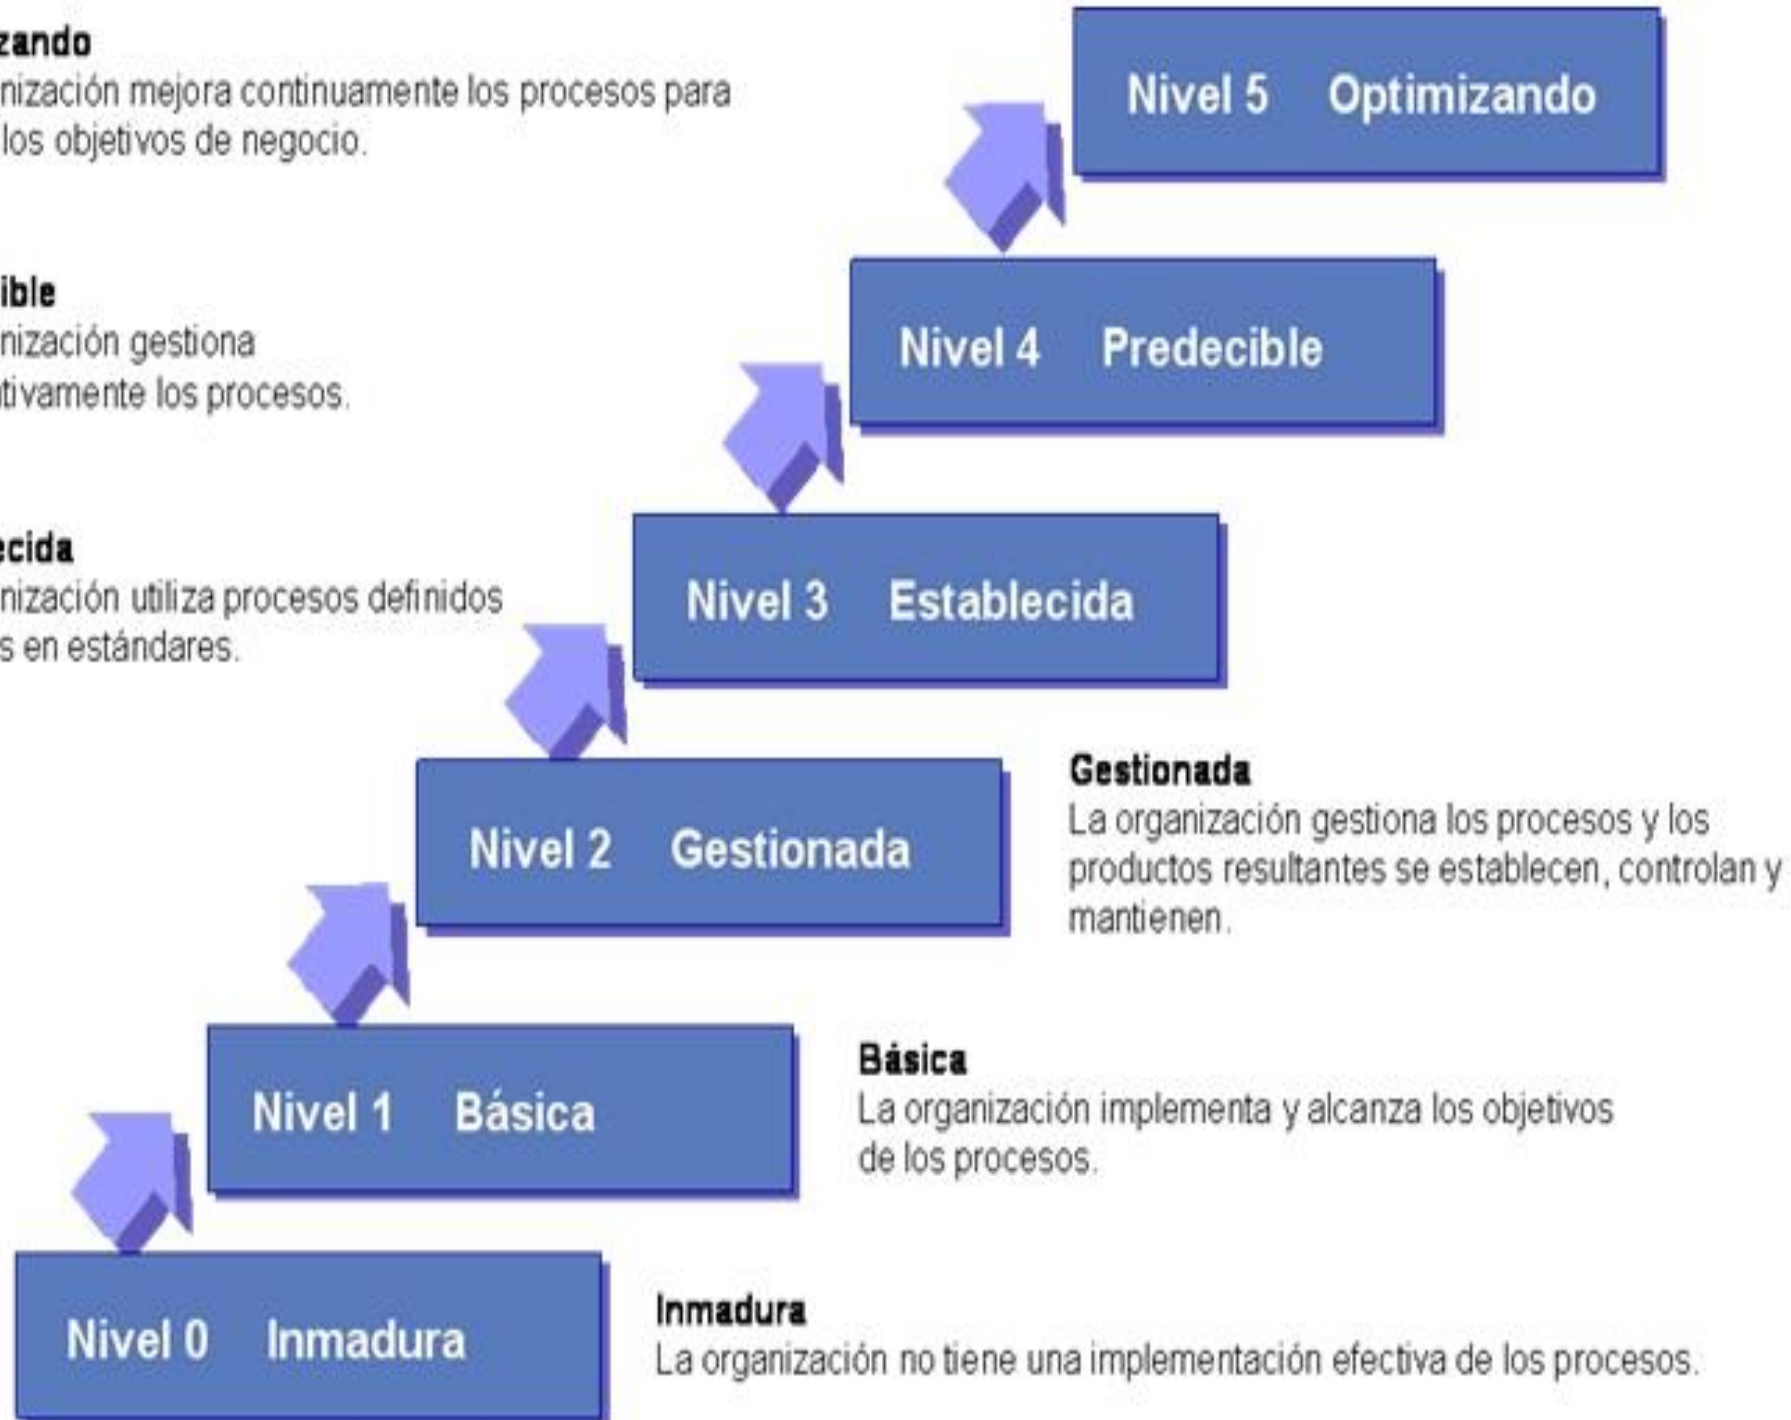 zando
nización mejora continuamente los procesos para
los objetivos de negocio.
Nivel 5 Optimizando
ible
nización gestiona
tivamente los procesos.
Nivel 4 Predecible
ecida
nización utiliza procesos definidos
s en estándares.
Nivel 3 Establecida
Nivel 2 Gestionada
Gestionada
La organización gestiona los procesos y los
productos resultantes se establecen, controlan y
mantienen.
Nivel 1 Básica
Básica
La organización implementa y alcanza los objetivos
de los procesos.
Nivel 0 Inmadura
Inmadura
La organización no tiene una implementación efectiva de los procesos.